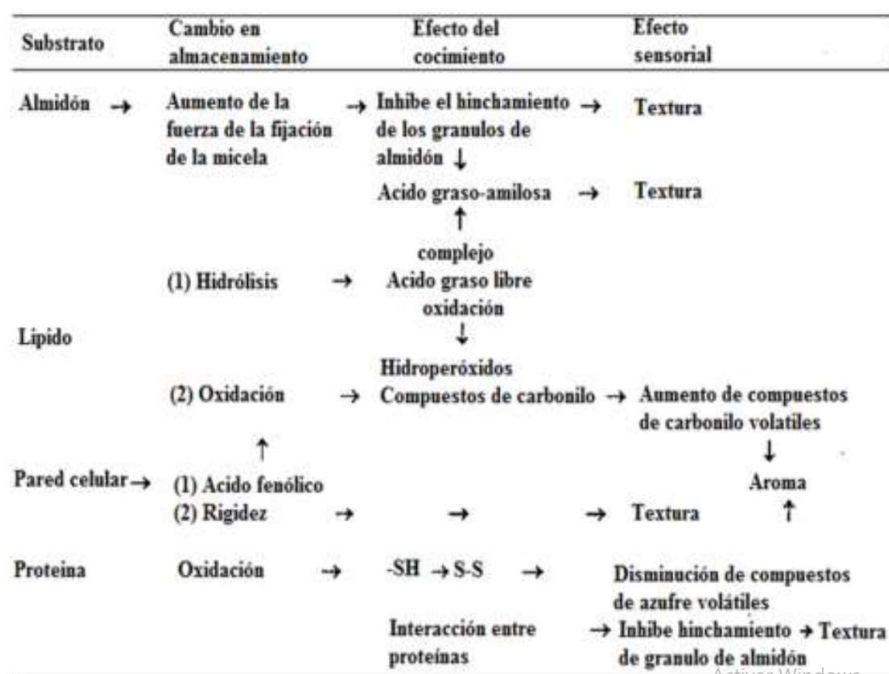 Substrato Cambio en almacenamiento Efecto del cocimiento Efecto sensorial
Almidón → Aumento de la → Inhibe el hinchamiento → Textura
fuerza de la fijación de los granulos de
de la micela almidón ↓
Acido graso-amilosa → Textura
↑
complejo
(1) Hidrólisis → Acido graso libre
oxidación
↓
Lipido
Hidroperóxidos
(2) Oxidación → Compuestos de carbonilo → Aumento de compuestos
de carbonilo volatiles
↑ ↓
Pared celular → (1) Acido fenólico Aroma
(2) Rigidez → → → Textura ↑
Proteina Oxidación → -SH → S-S → Disminución de compuestos
de azufre volátiles
Interacción entre → Inhibe hinchamiento → Textura
proteínas de granulo de almidón
Activar Windows